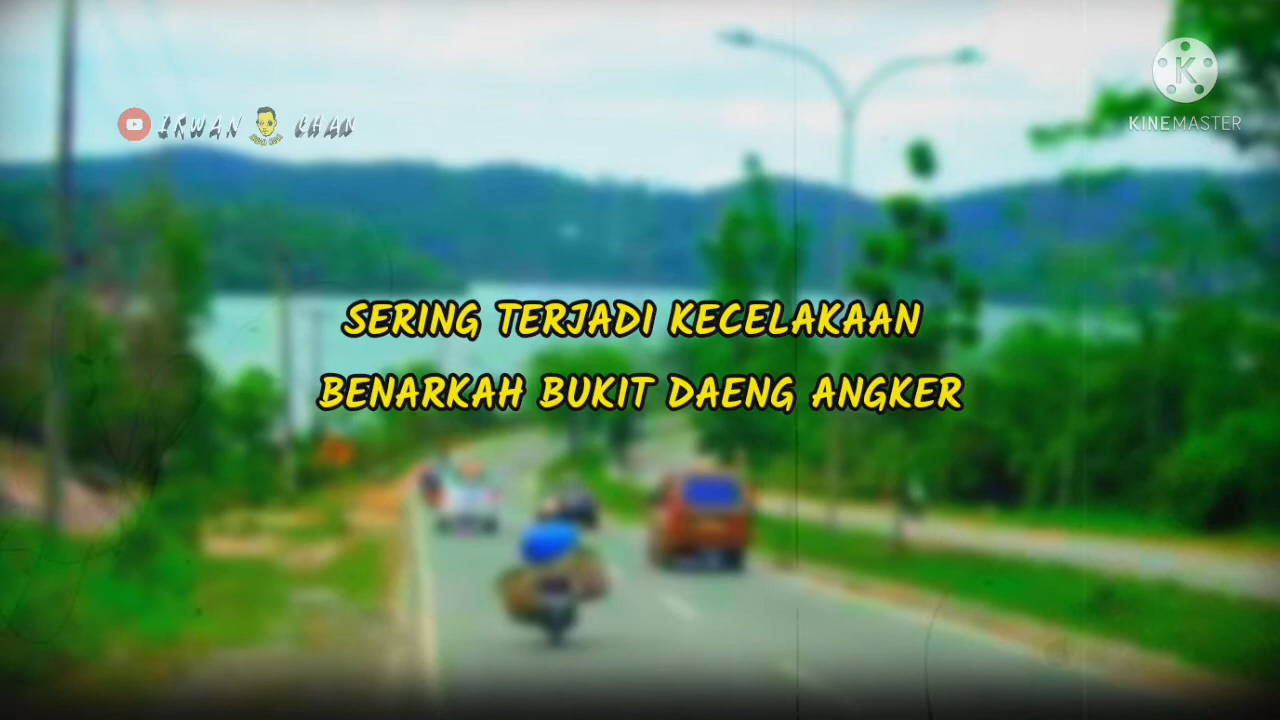 IRWAN CHAN
KINEMASTER
SERING TERJADI KECELAKAAN
BENARKAH BUKIT DAENG ANGKER